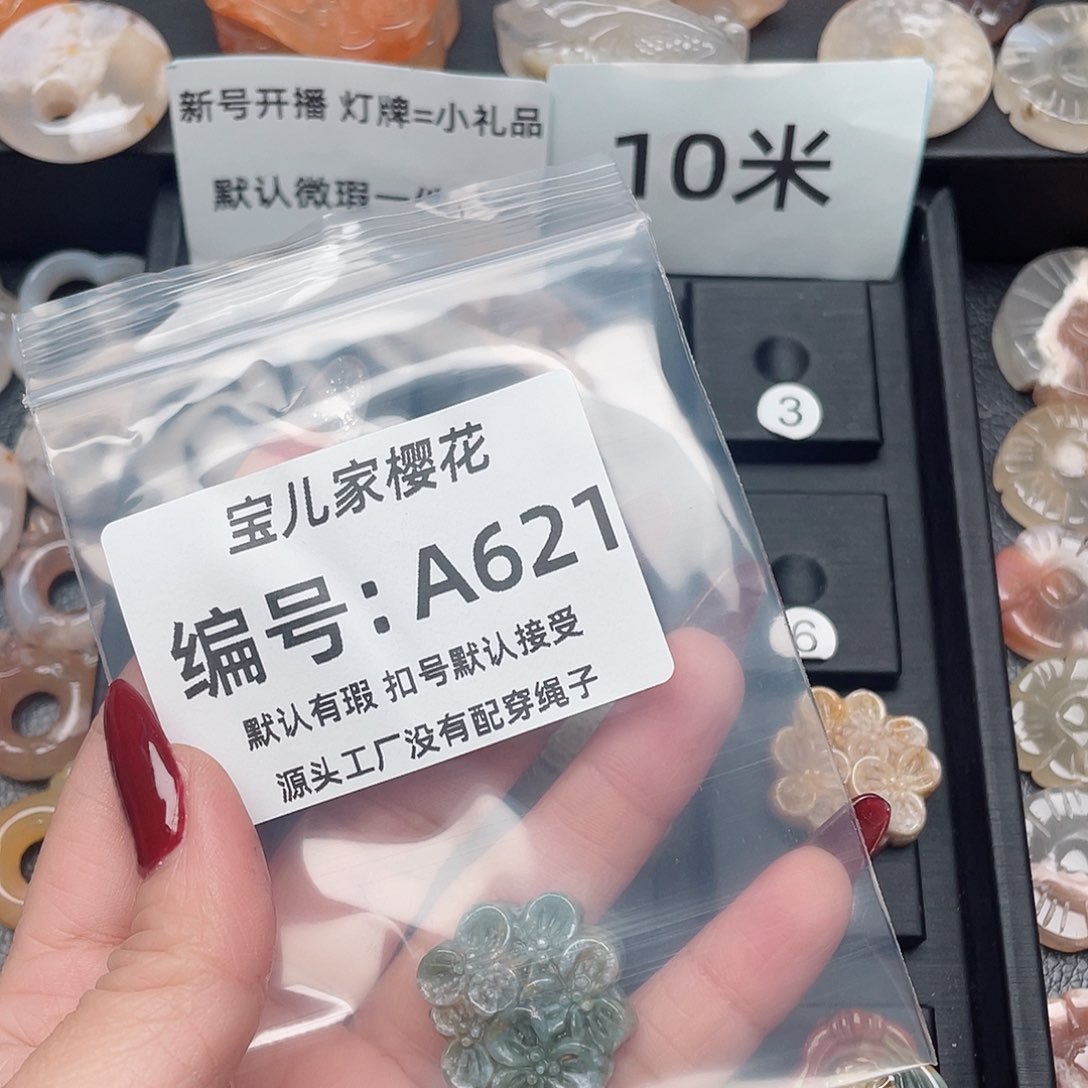 新号开播 灯牌=小礼品
默认微瑕一
10米
宝儿家樱花
编号：A621
默认有瑕 扣号默认接受
源头工厂没有配穿绳子
3
6